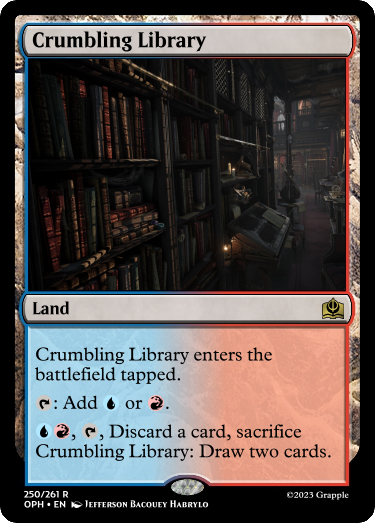 Crumbling Library
Land
Crumbling Library enters the
battlefield tapped.
: Add or .
, , Discard a card, sacrifice
Crumbling Library: Draw two cards.
250/261 R
OPH • EN Jefferson Bacouey Habrylo
©2023 Grapple